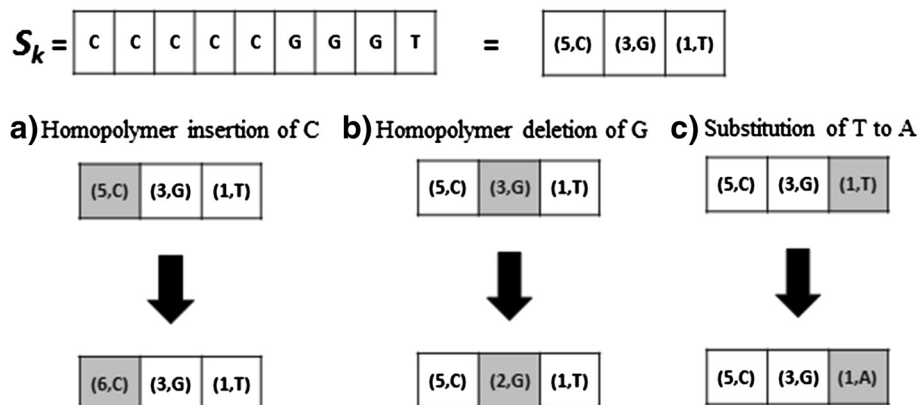 Sk = C C C C C G G G T = (5,C) (3,G) (1,T)
a) Homopolymer insertion of C b) Homopolymer deletion of G c) Substitution of T to A
(5,C) (3,G) (1,T) (5,C) (3,G) (1,T) (5,C) (3,G) (1,T)
(6,C) (3,G) (1,T) (5,C) (2,G) (1,T) (5,C) (3,G) (1,A)